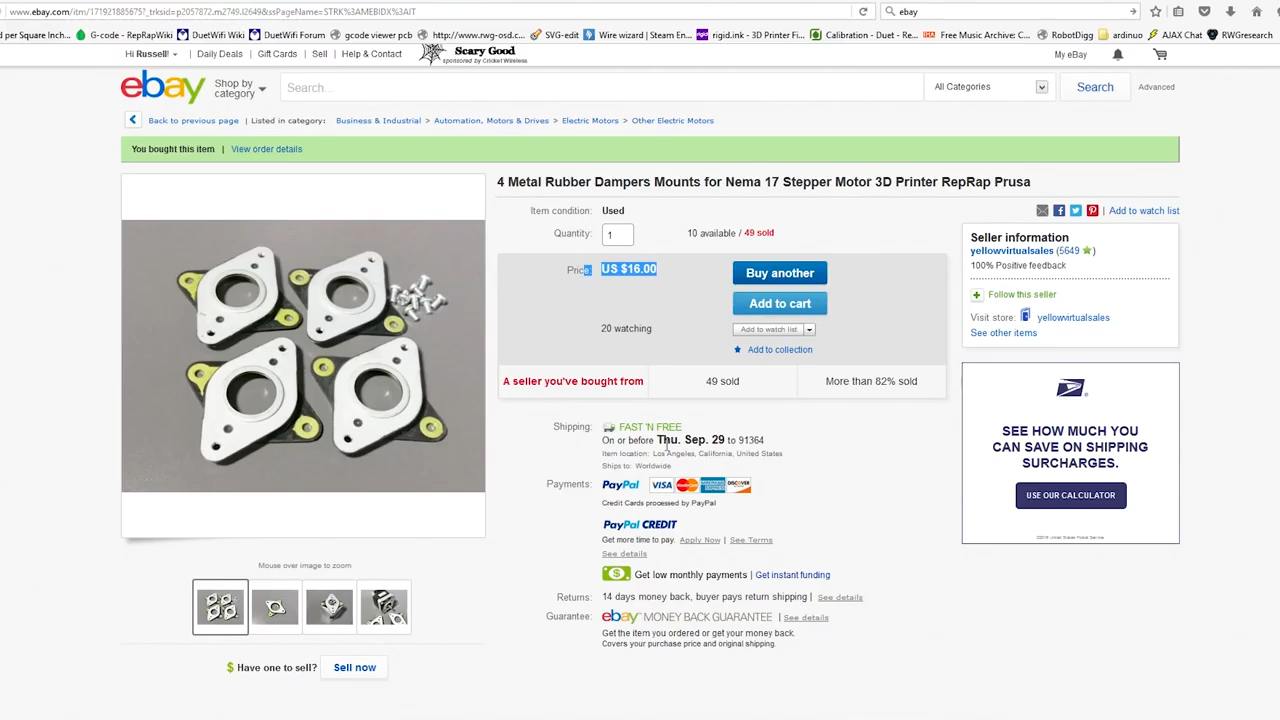 www.ebay.com/itm/171921885675?_trksid=p2057872.m2749.l2649&ssPageName=STRK%3AMEBIDX%3AIT
ebay
per Square Inch...
G-code - RepRapWiki
DuetWifi Wiki
DuetWifi Forum
gcode viewer pcb
http://www.rwg-osd.c...
SVG-edit
Wire wizard | Steam En...
rigid.ink - 3D Printer Fi...
Calibration - Duet - Re...
Free Music Archive: C...
RobotDigg
ardinuo
AJAX Chat
RWGresearch
Hi Russell!
Daily Deals
Gift Cards
Sell
Help & Contact
Scary Good
sponsored by Cricket Wireless
My eBay
ebay
Shop by
category
Search...
All Categories
Search
Advanced
Back to previous page | Listed in category: Business & Industrial > Automation, Motors & Drives > Electric Motors > Other Electric Motors
You bought this item | View order details
4 Metal Rubber Dampers Mounts for Nema 17 Stepper Motor 3D Printer RepRap Prusa
| Add to watch list
Item condition: Used
Quantity: 1 10 available / 49 sold
Price: US $16.00
Buy another
Add to cart
20 watching
Add to watch list
Add to collection
A seller you've bought from
49 sold
More than 82% sold
Shipping: FAST 'N FREE
On or before Thu. Sep. 29 to 91364
Item location: Los Angeles, California, United States
Ships to: Worldwide
Payments: PayPal VISA MasterCard AMERICAN EXPRESS DISCOVER
Credit Cards processed by PayPal
PayPal CREDIT
Get more time to pay. Apply Now | See Terms
See details
$ Get low monthly payments | Get instant funding
Returns: 14 days money back, buyer pays return shipping | See details
Guarantee: ebay MONEY BACK GUARANTEE | See details
Get the item you ordered or get your money back.
Covers your purchase price and original shipping.
Seller information
yellowvirtualsales (5649)
100% Positive feedback
Follow this seller
Visit store: yellowvirtualsales
See other items
SEE HOW MUCH YOU
CAN SAVE ON SHIPPING
SURCHARGES.
USE OUR CALCULATOR
Mouse over image to zoom
$ Have one to sell? Sell now